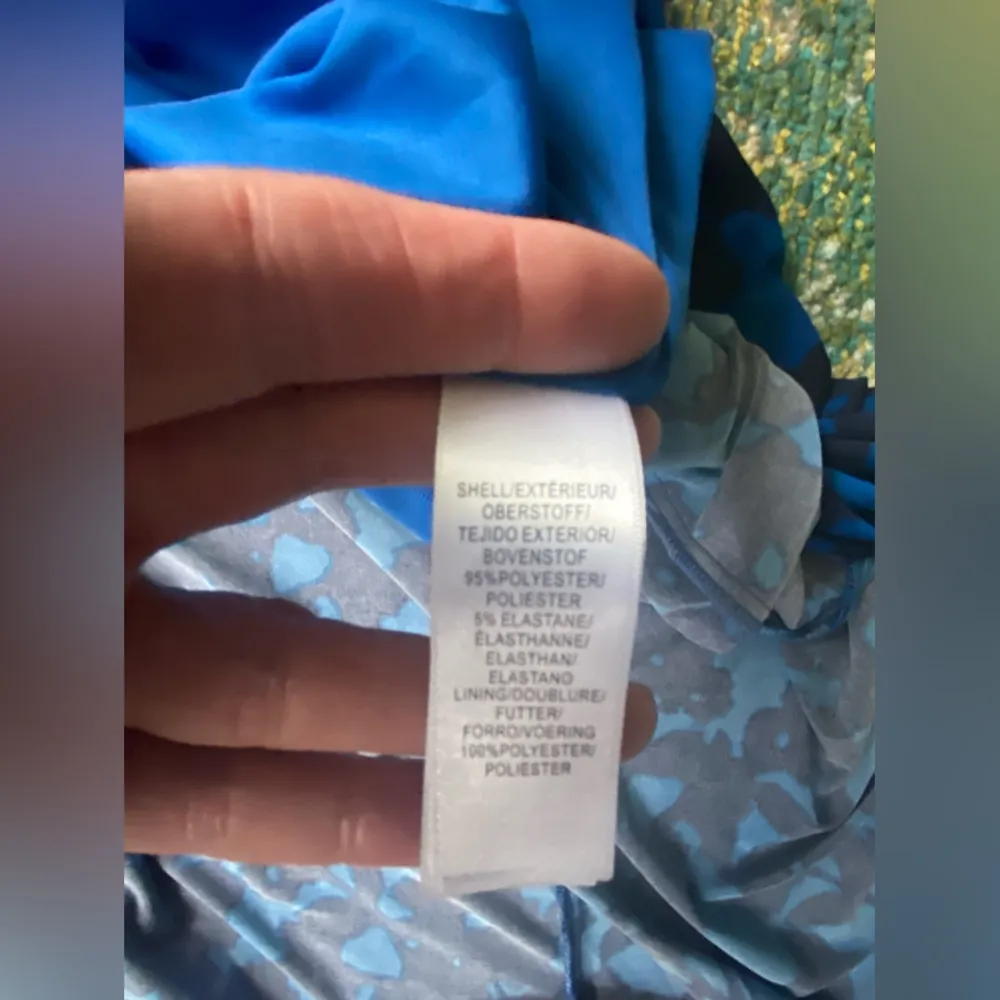 SHELL/EXTÉRIEUR/
OBERSTOFF/
TEJIDO EXTERIOR/
BOVENSTOF
95%POLYESTER/
POLIESTER
5% ELASTANE/
ÉLASTHANNE/
ELASTHAN/
ELASTANO
LINING/DOUBLURE/
FUTTER/
FORRO/VOERING
100%POLYESTER/
POLIESTER